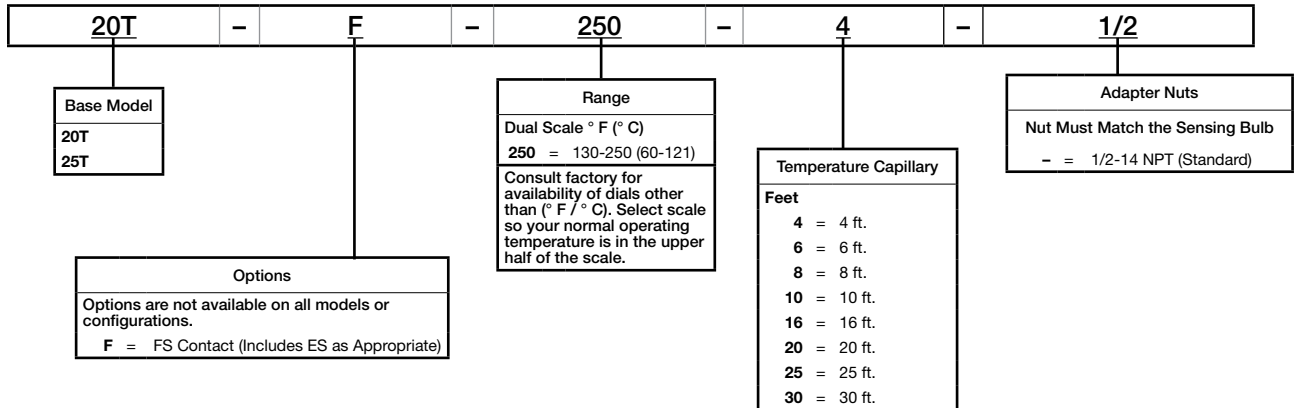 20T – F – 250 – 4 – 1/2
Base Model
20T
25T
Options
Options are not available on all models or
configurations.
F = FS Contact (Includes ES as Appropriate)
Range
Dual Scale ° F (° C)
250 = 130-250 (60-121)
Consult factory for
availability of dials other
than (° F / ° C). Select scale
so your normal operating
temperature is in the upper
half of the scale.
Temperature Capillary
Feet
4 = 4 ft.
6 = 6 ft.
8 = 8 ft.
10 = 10 ft.
16 = 16 ft.
20 = 20 ft.
25 = 25 ft.
30 = 30 ft.
Adapter Nuts
Nut Must Match the Sensing Bulb
– = 1/2-14 NPT (Standard)